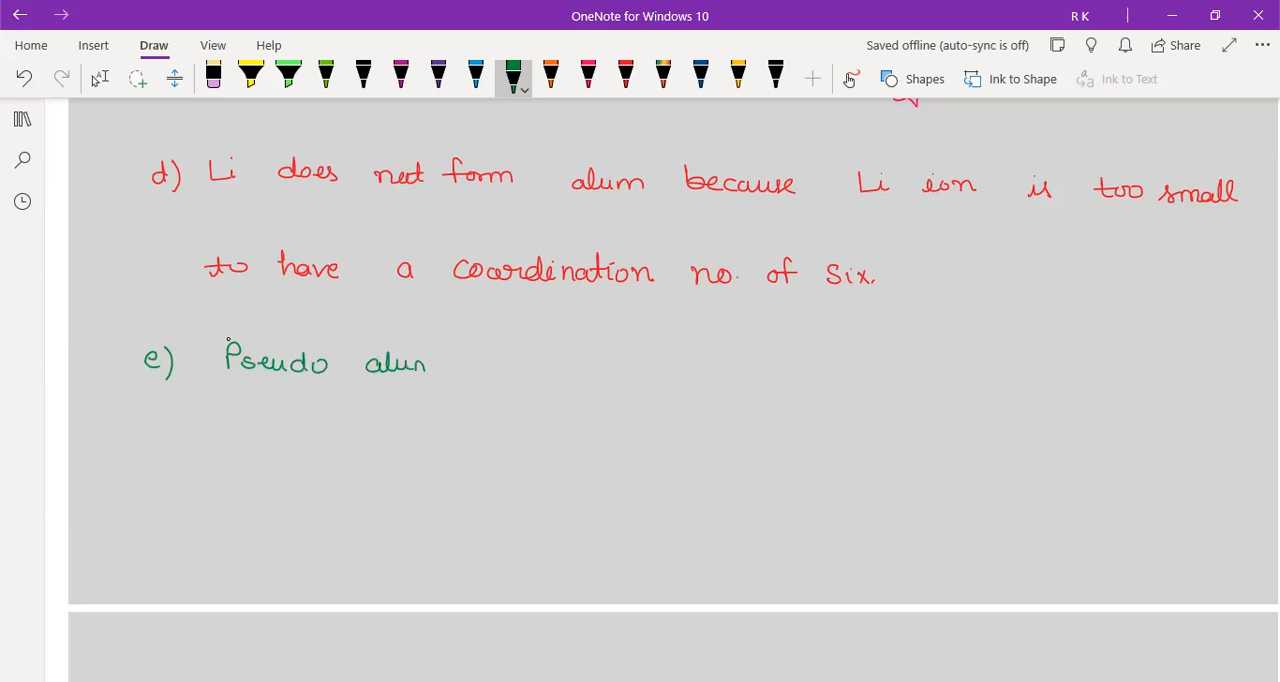 OneNote for Windows 10
R K
Home Insert Draw View Help
Saved offline (auto-sync is off) Share
Shapes Ink to Shape Ink to Text
d) Li does not form alum because Li ion is too small
to have a coordination no. of six.
e) Pseudo alum